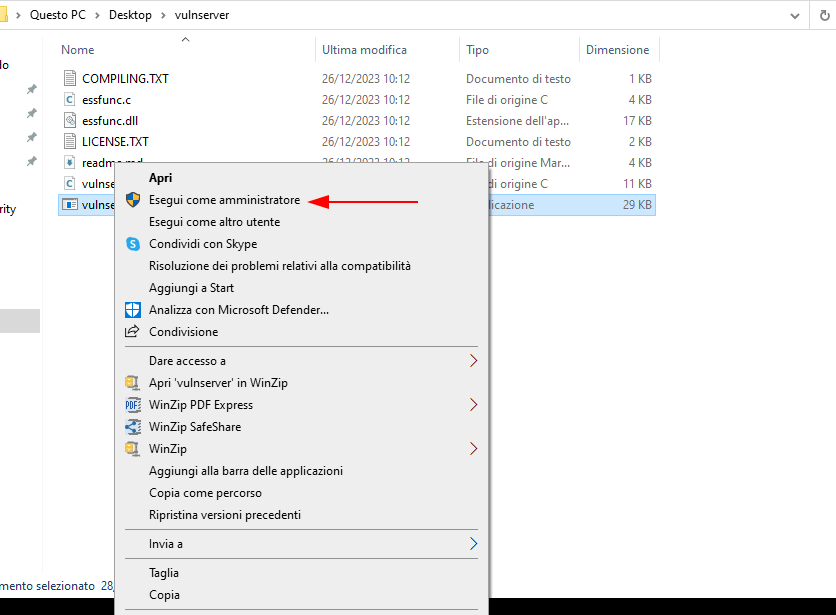 Questo PC > Desktop > vulnserver
Nome Ultima modifica Tipo Dimensione
lo
COMPILING.TXT 26/12/2023 10:12 Documento di testo 1 KB
essfunc.c 26/12/2023 10:12 File di origine C 4 KB
essfunc.dll 26/12/2023 10:12 Estensione dell'ap... 17 KB
LICENSE.TXT 26/12/2023 10:12 Documento di testo 2 KB
readme.md 26/12/2023 10:12 File di origine Mar... 4 KB
vulnse di origine C 11 KB
rity
vulnse licazione 29 KB
Apri
Esegui come amministratore
Esegui come altro utente
Condividi con Skype
Risoluzione dei problemi relativi alla compatibilità
Aggiungi a Start
Analizza con Microsoft Defender...
Condivisione
Dare accesso a
Apri 'vulnserver' in WinZip
WinZip PDF Express
WinZip SafeShare
WinZip
Aggiungi alla barra delle applicazioni
Copia come percorso
Ripristina versioni precedenti
Invia a
Taglia
Copia
mento selezionato 28,